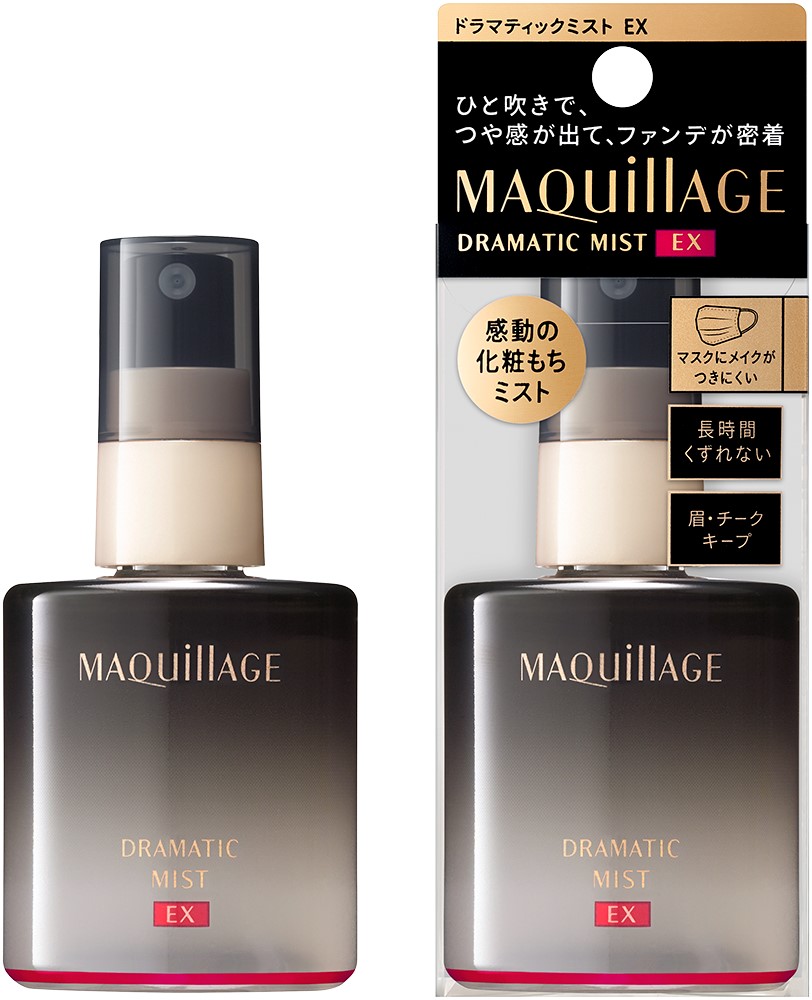 MAQuillAGE
DRAMATIC
MIST
EX
ドラマティックミスト EX
ひと吹きで、
つや感が出て、ファンデが密着
MAQuillAGE
DRAMATIC MIST EX
感動の
化粧もち
ミスト
マスクにメイクが
つきにくい
長時間
くずれない
眉・チーク
キープ
MAQuillAGE
DRAMATIC
MIST
EX